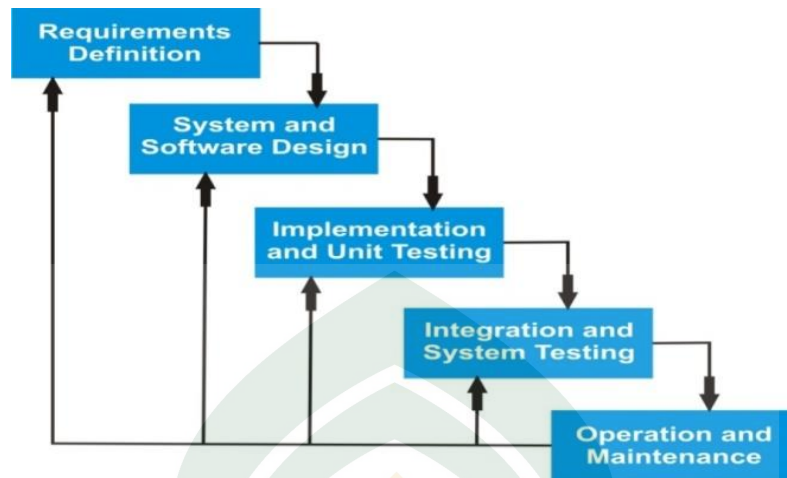 Requirements
Definition
System and
Software Design
Implementation
and Unit Testing
Integration and
System Testing
Operation and
Maintenance